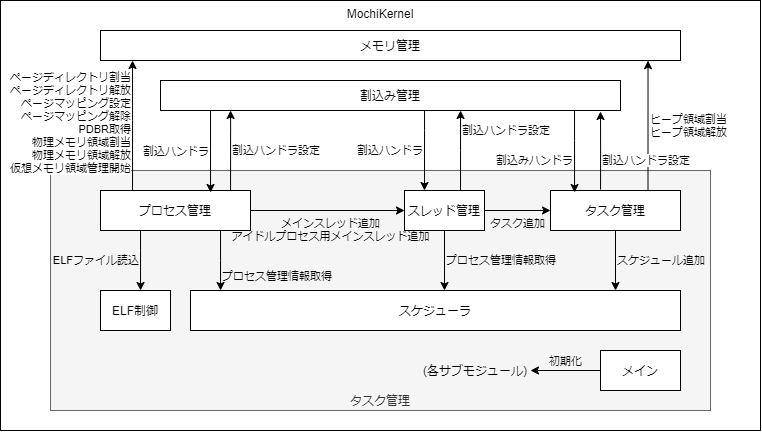 MochiKernel
メモリ管理
ページディレクトリ割当
ページディレクトリ解放
ページマッピング設定
ページマッピング解除
PDBR取得
物理メモリ領域割当
物理メモリ領域解放
仮想メモリ領域管理開始
割込み管理
ヒープ領域割当
ヒープ領域解放
割込ハンドラ
割込ハンドラ設定
割込ハンドラ
割込ハンドラ設定
割込みハンドラ
割込ハンドラ設定
プロセス管理
メインスレッド追加
アイドルプロセス用メインスレッド追加
スレッド管理
タスク追加
タスク管理
ELFファイル読込
プロセス管理情報取得
プロセス管理情報取得
スケジュール追加
ELF制御
スケジューラ
(各サブモジュール)
初期化
メイン
タスク管理